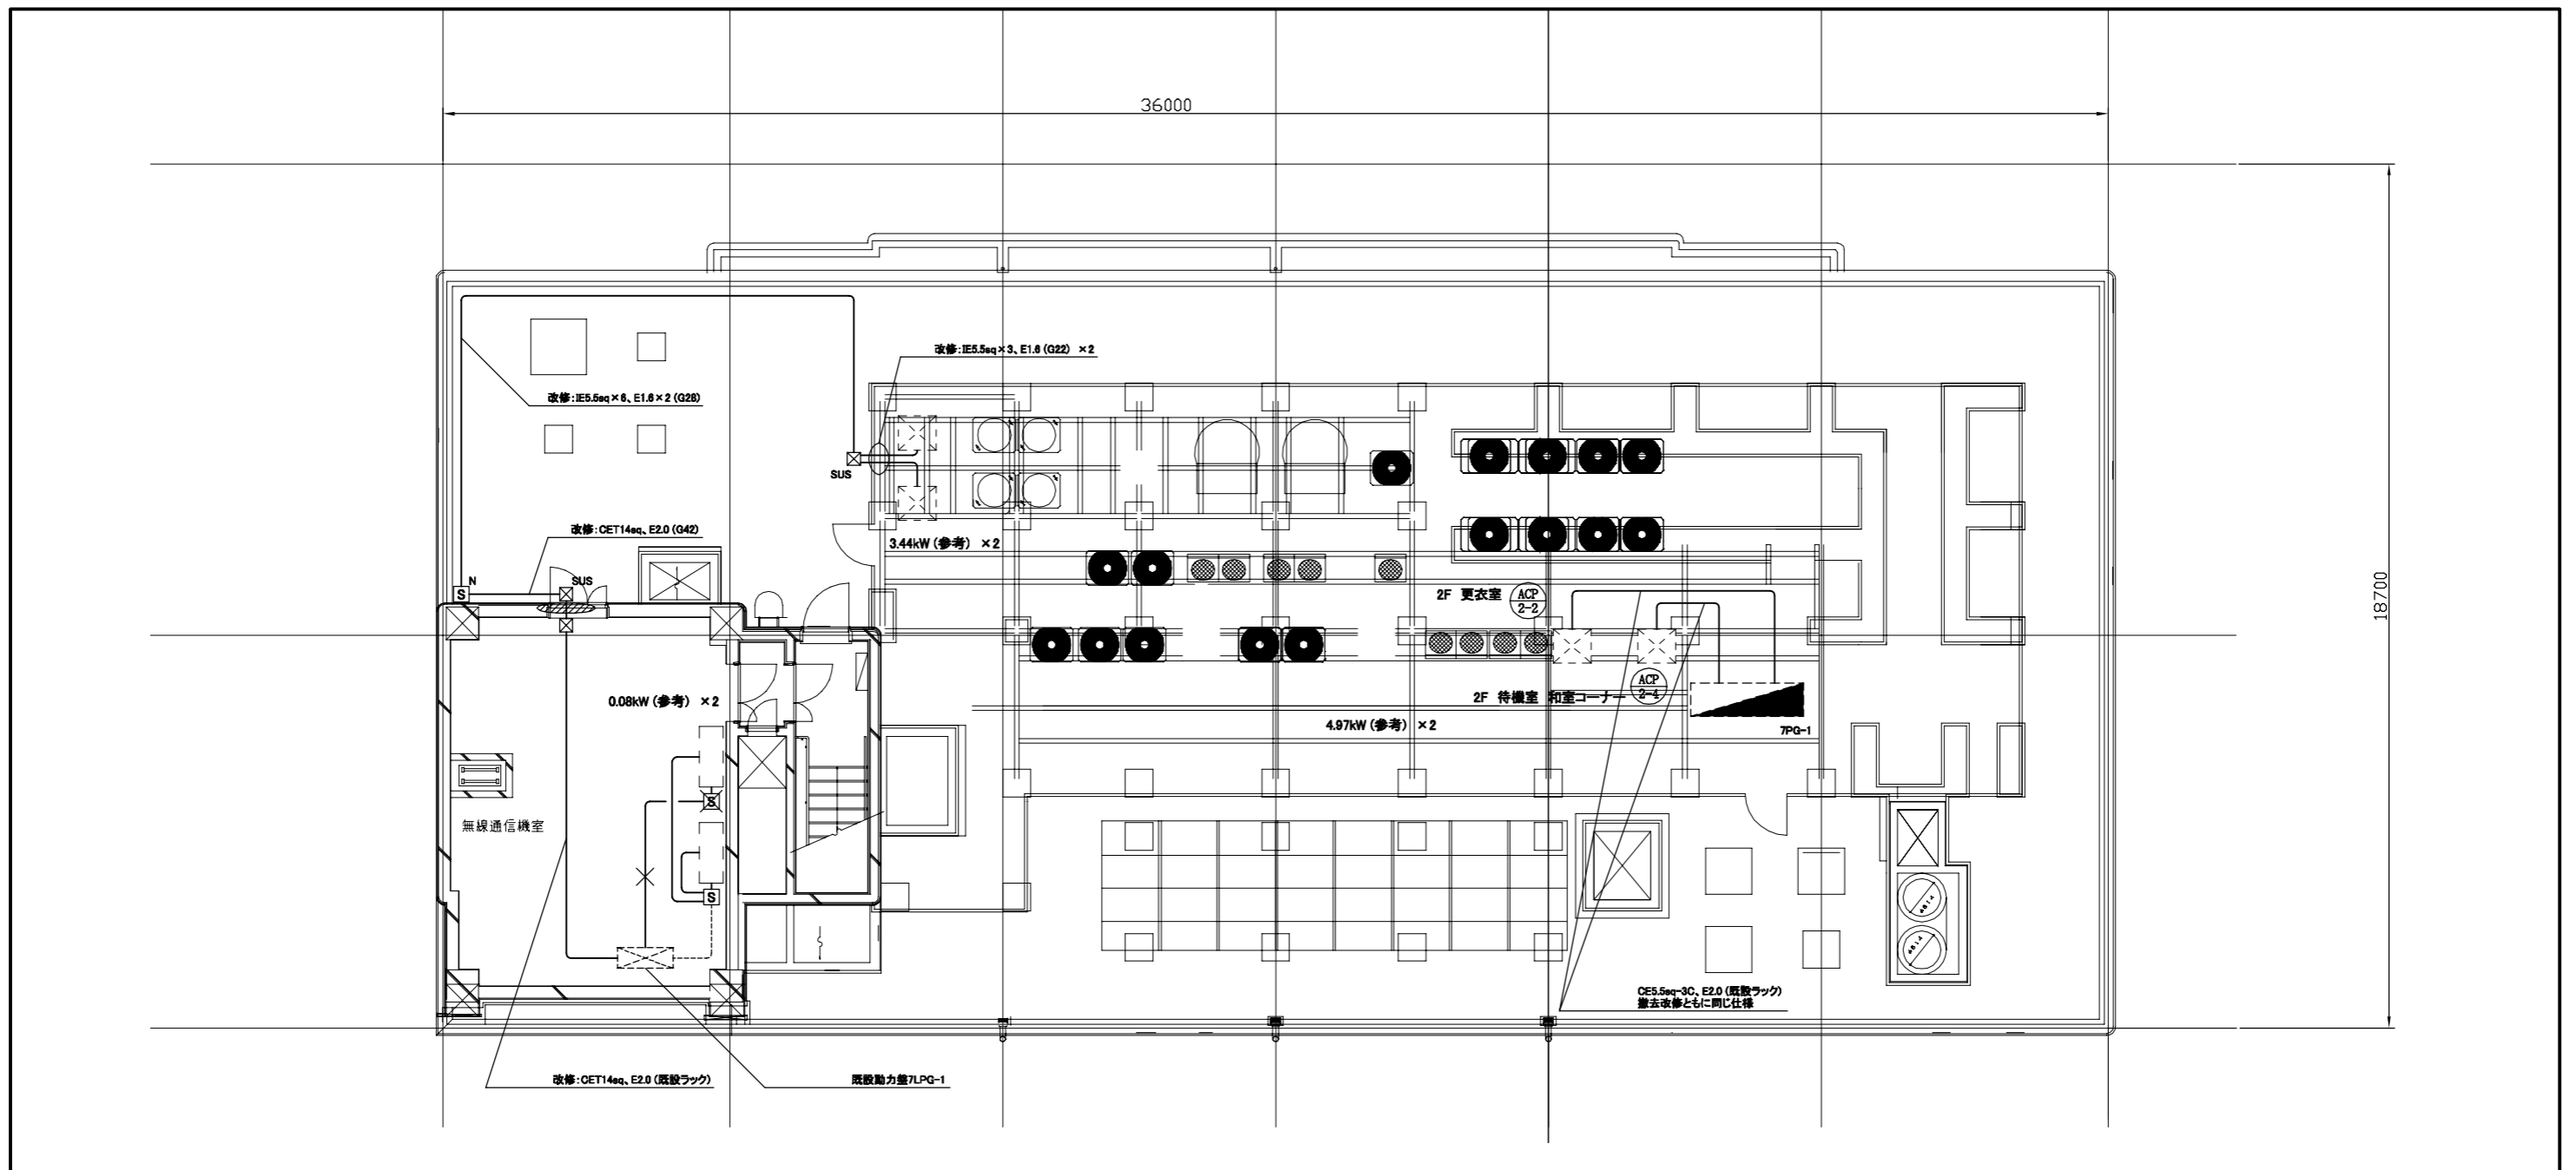 36000
18700
改修:IE5.5sq×3、E1.6 (G22) ×2
改修:IE5.5sq×6、E1.6×2 (G28)
SUS
改修:CET14sq、E2.0 (G42)
3.44kW (参考) ×2
N
SUS
S
2F 更衣室
ACP
2-2
0.08kW (参考) ×2
2F 待機室 和室コーナー
ACP
2-4
4.97kW (参考) ×2
7PG-1
S
無線通信機室
S
CE5.5sq-3C、E2.0 (既設ラック)
撤去改修ともに同じ仕様
改修:CET14sq、E2.0 (既設ラック)
既設動力盤7LPG-1